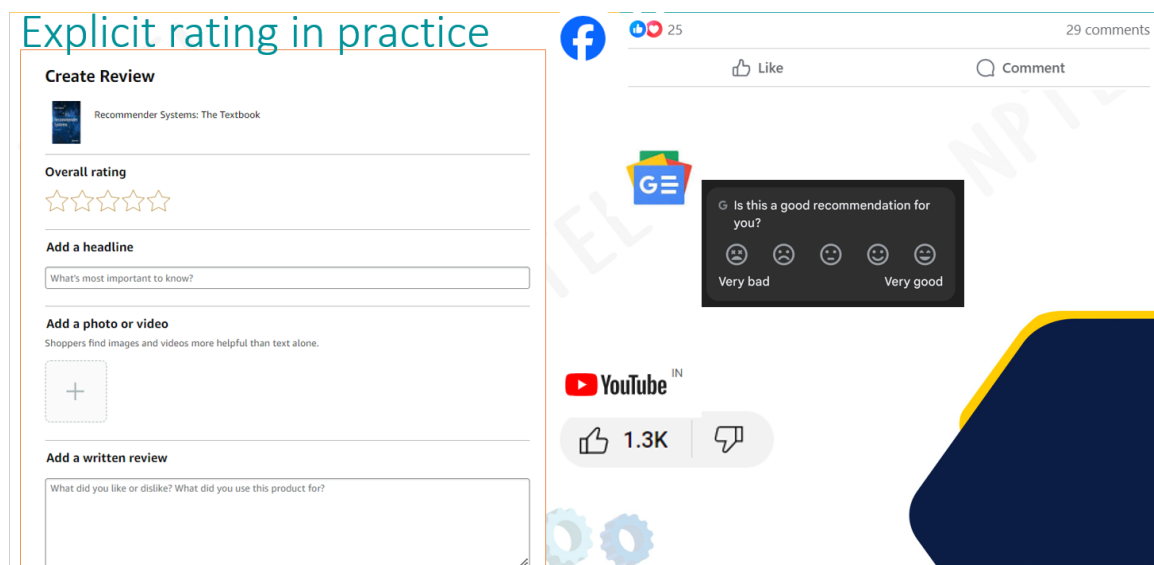 Explicit rating in practice
Create Review
Recommender Systems: The Textbook
Overall rating
Add a headline
What's most important to know?
Add a photo or video
Shoppers find images and videos more helpful than text alone.
Add a written review
What did you like or dislike? What did you use this product for?
25
29 comments
Like
Comment
G
G Is this a good recommendation for
you?
Very bad
Very good
YouTube IN
1.3K
NPTEL
NPTEL